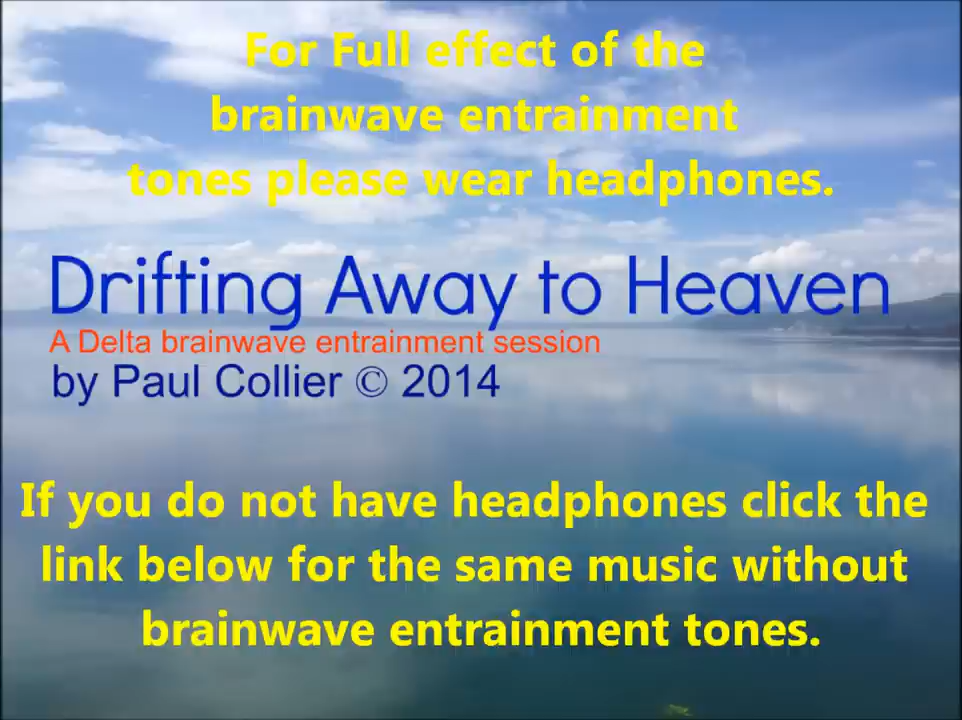 For Full effect of the
brainwave entrainment
tones please wear headphones.
Drifting Away to Heaven
A Delta brainwave entrainment session
by Paul Collier © 2014
If you do not have headphones click the
link below for the same music without
brainwave entrainment tones.